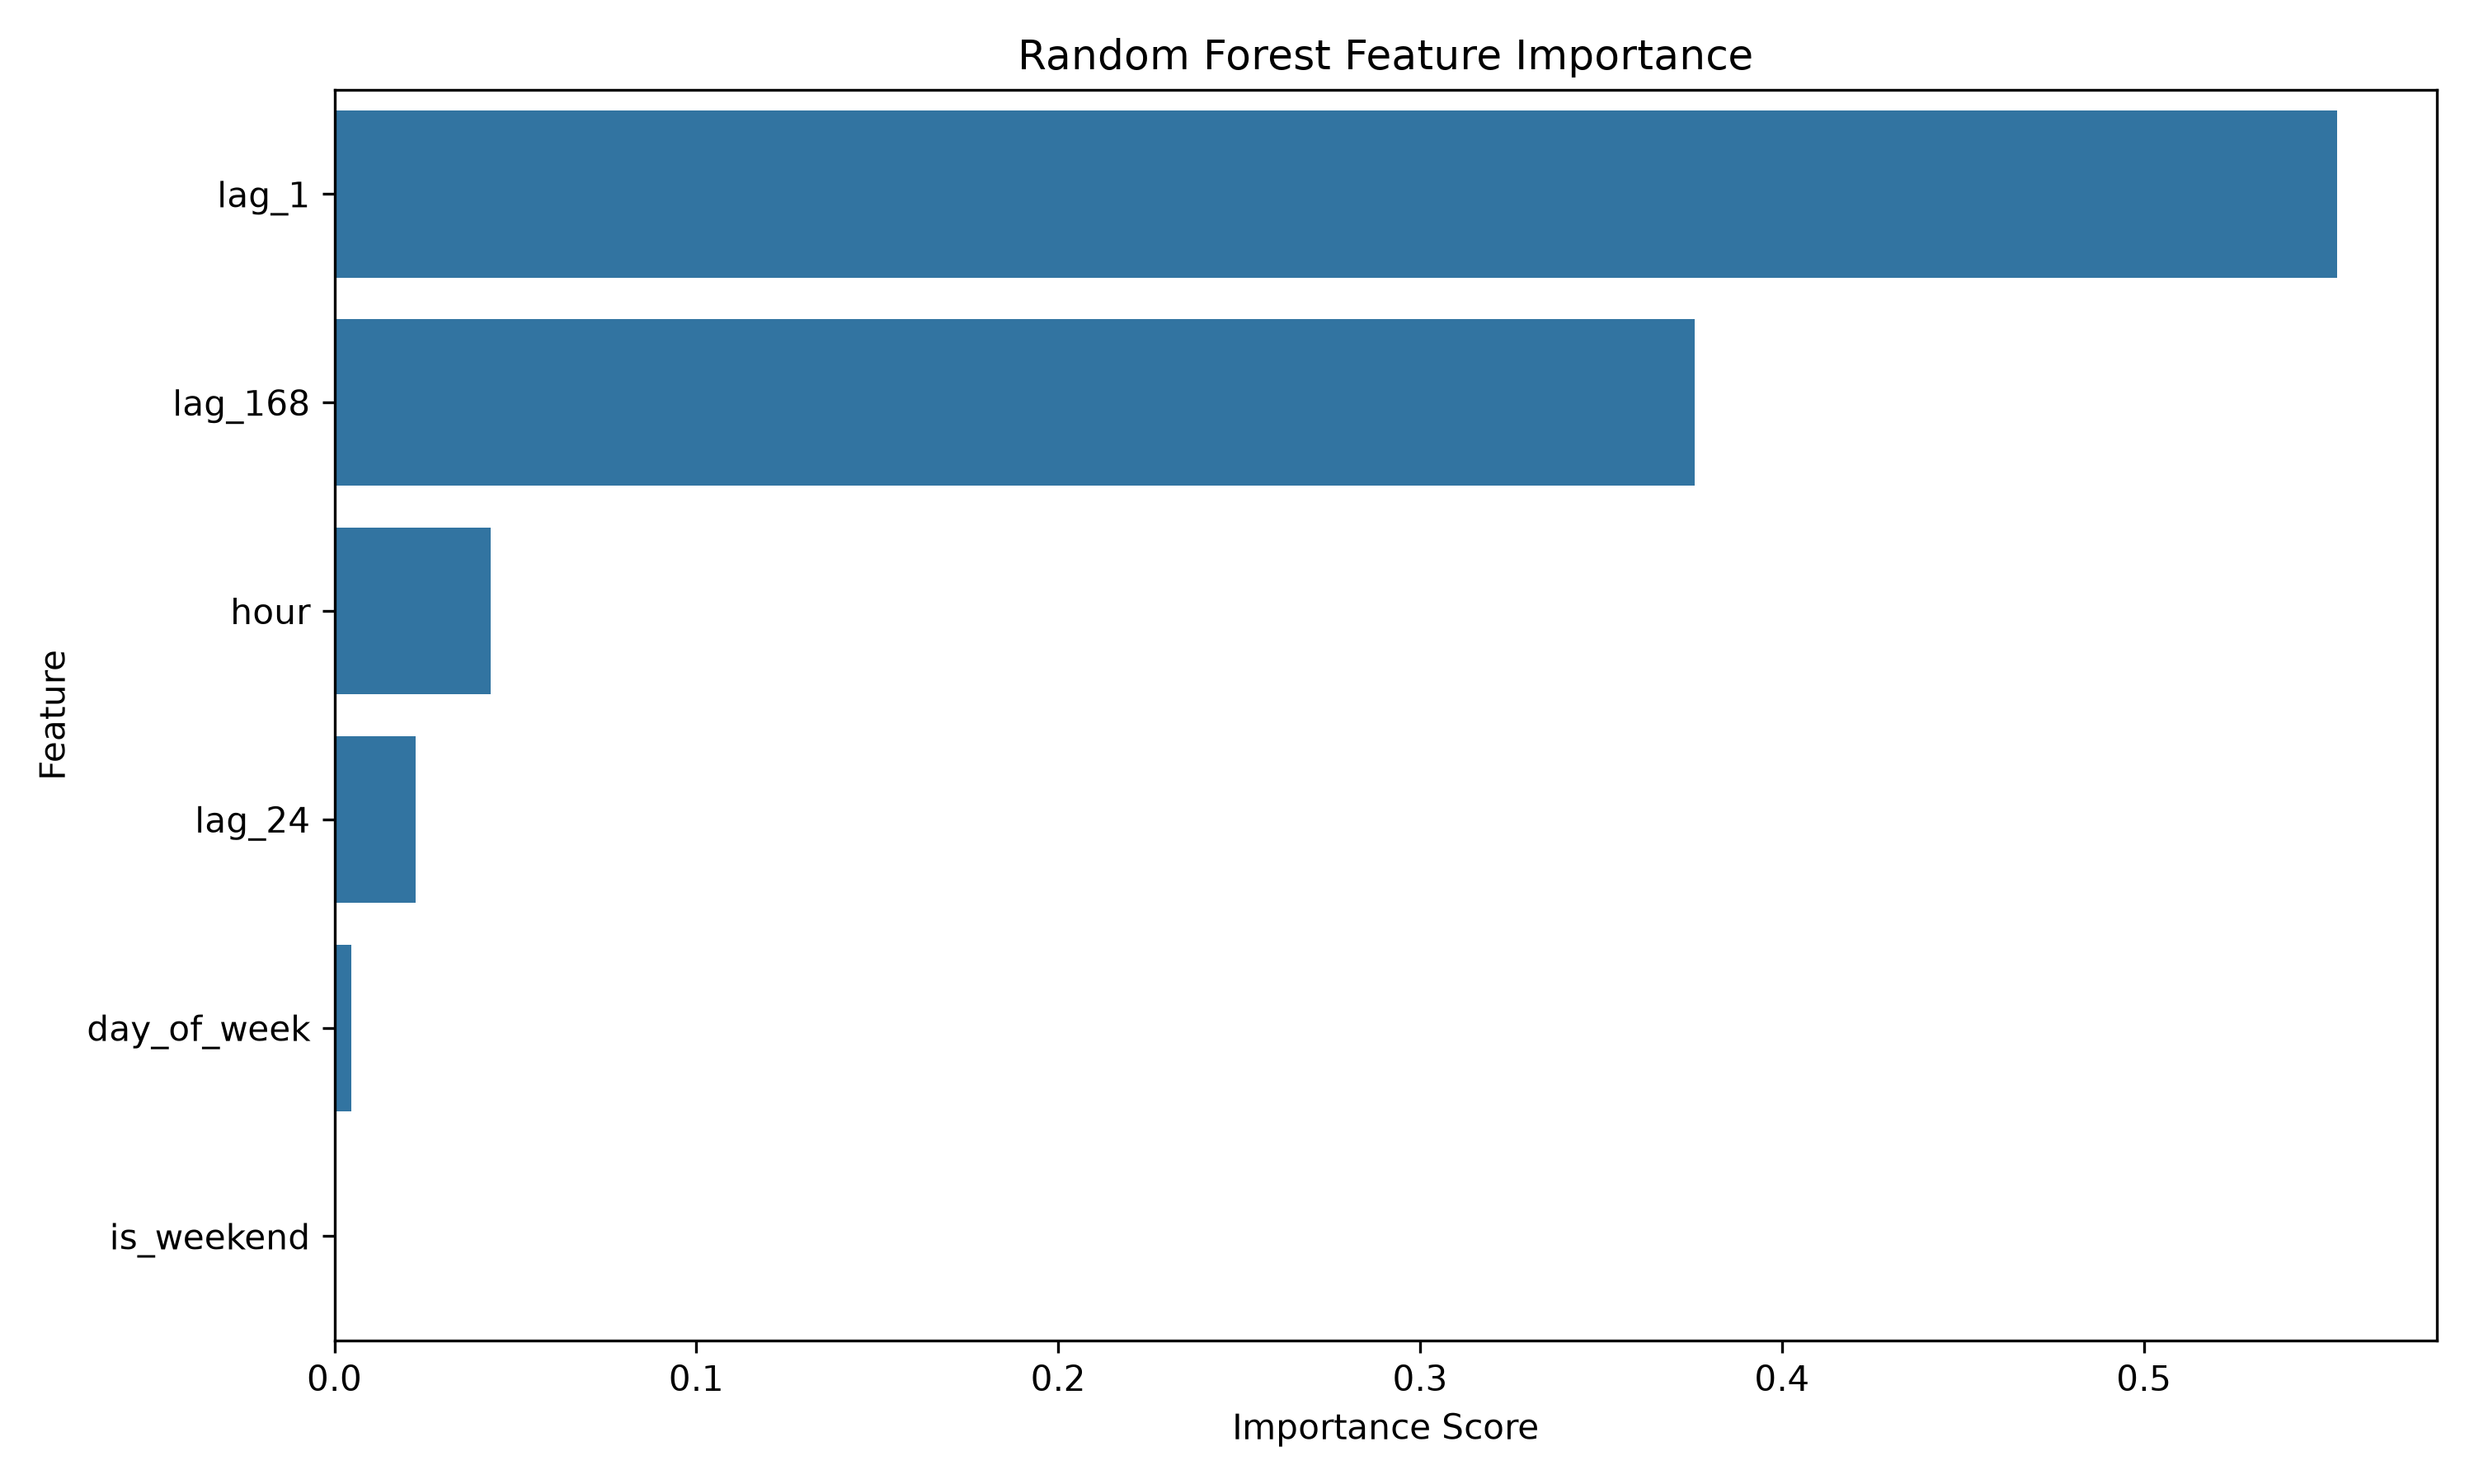 Random Forest Feature Importance
Feature
lag_1
lag_168
hour
lag_24
day_of_week
is_weekend
0.0 0.1 0.2 0.3 0.4 0.5
Importance Score